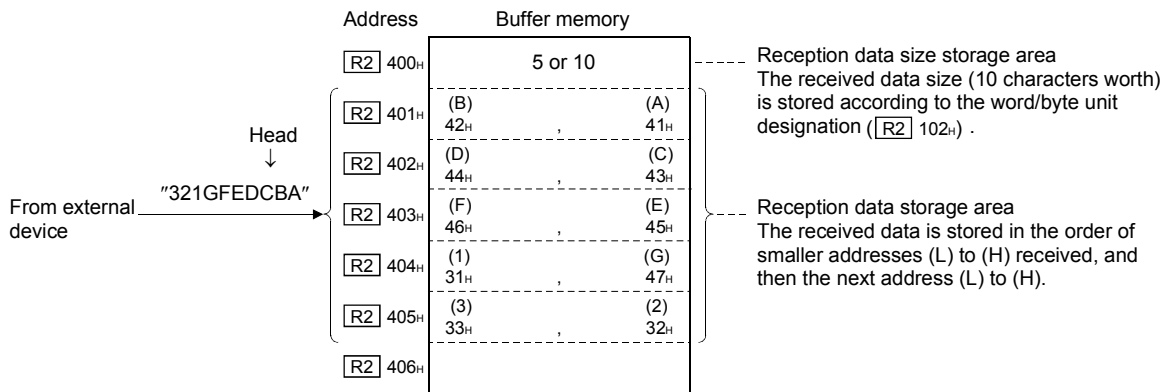 Address Buffer memory
R2 400H 5 or 10
Reception data size storage area
The received data size (10 characters worth)
is stored according to the word/byte unit
designation ( R2 102H) .
R2 401H (B) (A)
42H , 41H
Head
↓
R2 402H (D) (C)
44H , 43H
"321GFEDCBA"
From external
device
R2 403H (F) (E)
46H , 45H
Reception data storage area
The received data is stored in the order of
smaller addresses (L) to (H) received, and
then the next address (L) to (H).
R2 404H (1) (G)
31H , 47H
R2 405H (3) (2)
33H , 32H
R2 406H